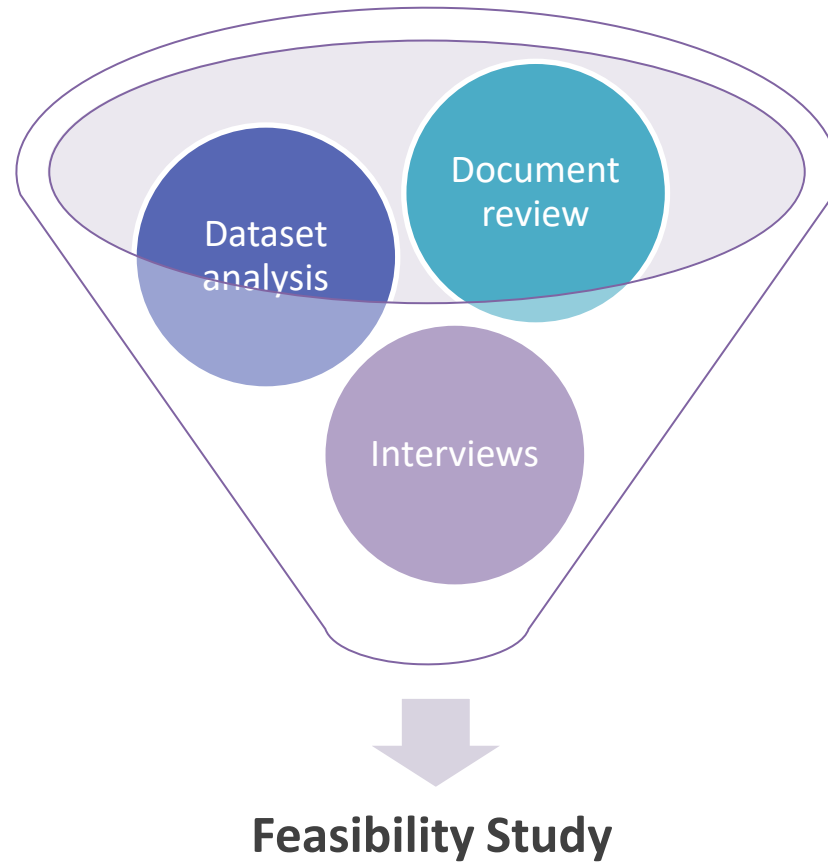 Document
review
Dataset
analysis
Interviews
Feasibility Study